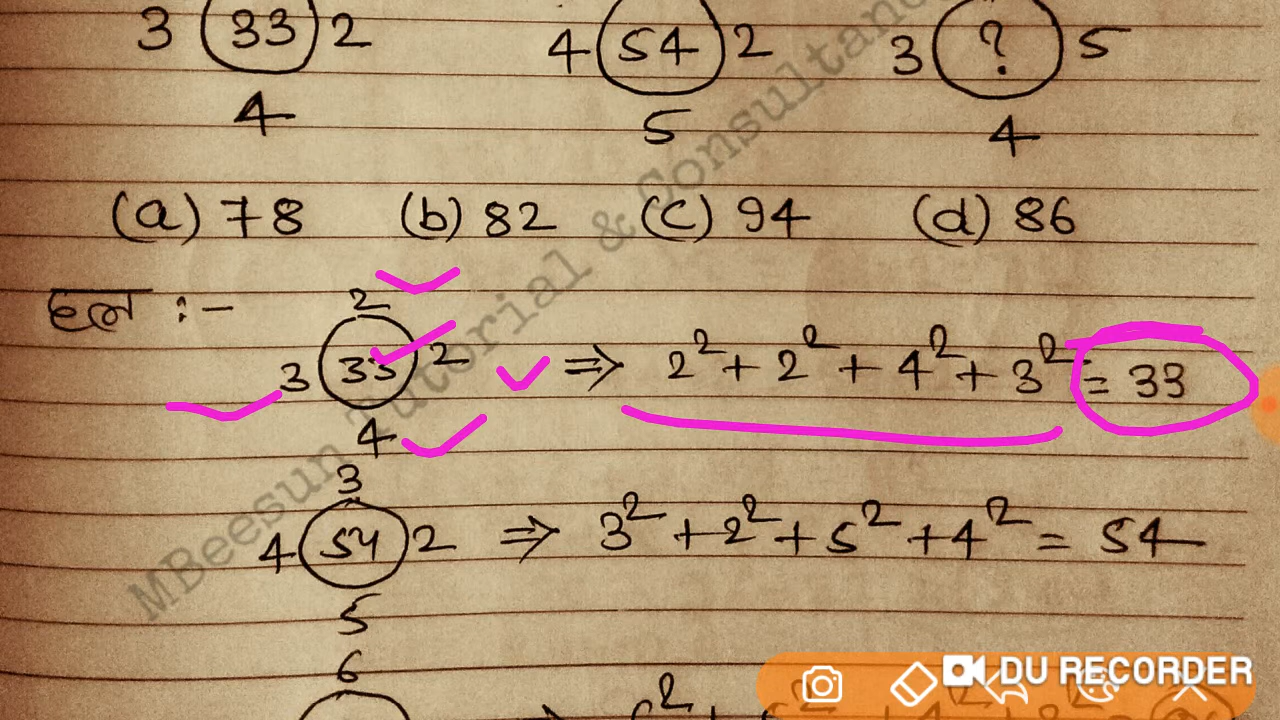 3 33 2 4 54 2 3 ? 5
4 5 4
(a) 78 (b) 82 (c) 94 (d) 86
हल :-
2
3 33 2 ⇒ 2² + 2² + 4² + 3² = 33
4
3
4 54 2 ⇒ 3² + 2² + 5² + 4² = 54
5
6
MBeesun Tutorial & Consultan
DU RECORDER